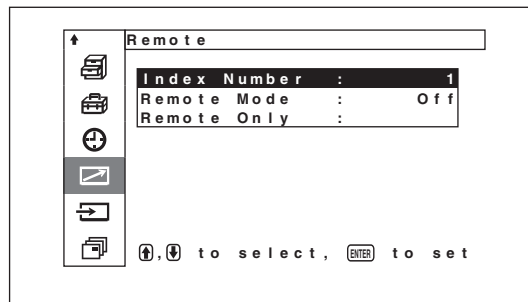 Remote
Index Number : 1
Remote Mode : Off
Remote Only :
, to select, ENTER to set